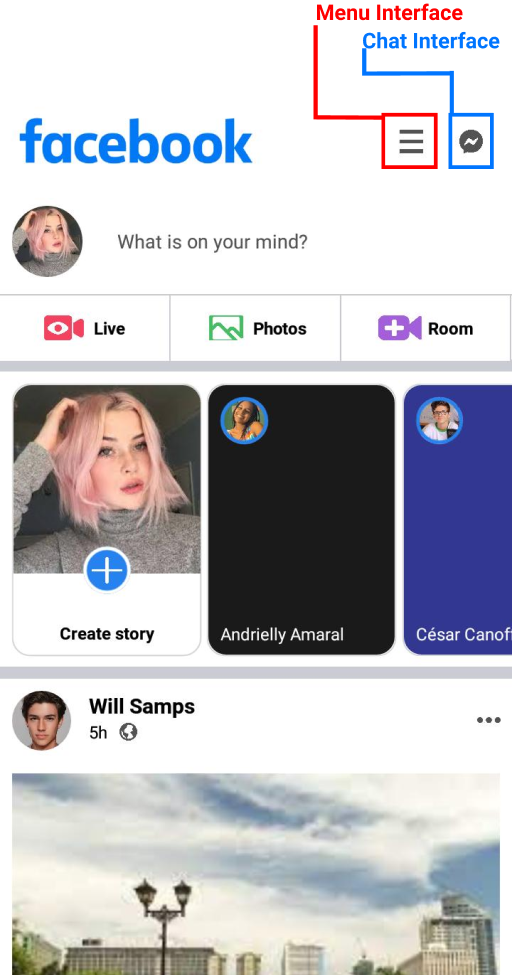 Menu Interface
Chat Interface
facebook
What is on your mind?
Live
Photos
Room
Create story
Andrielly Amaral
César Canof
Will Samps
5h